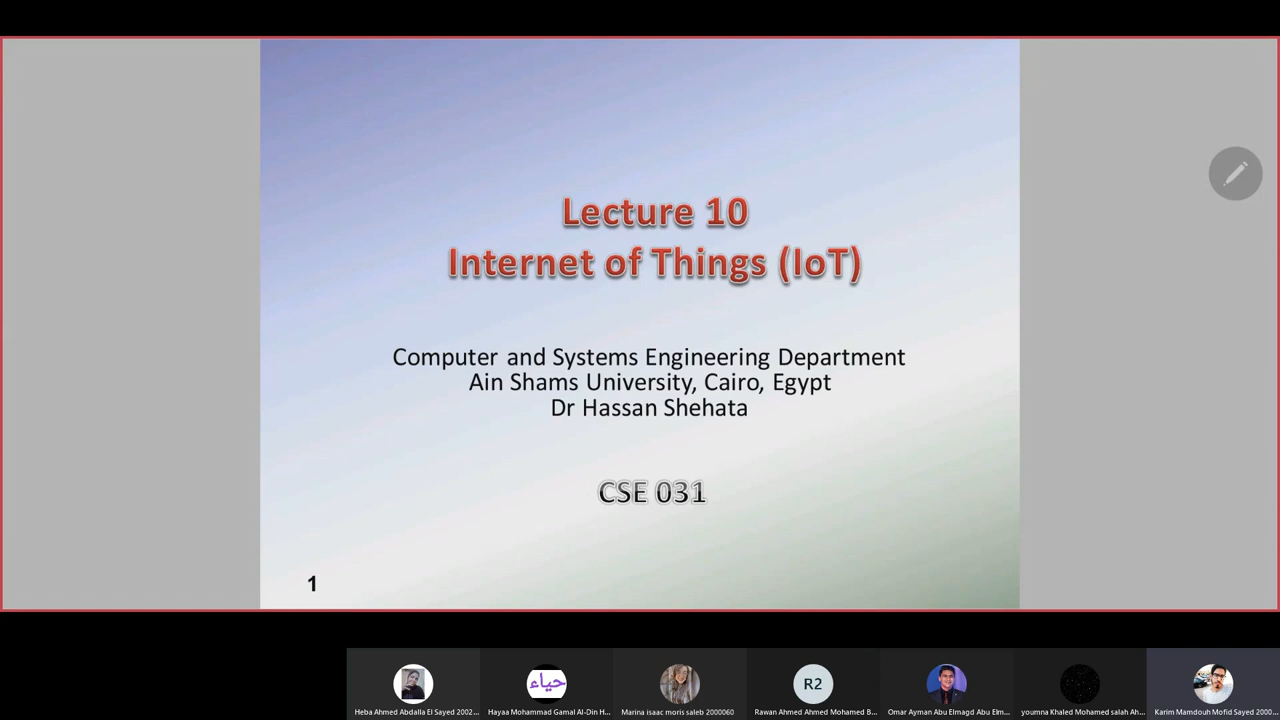 Lecture 10
Internet of Things (IoT)
Computer and Systems Engineering Department
Ain Shams University, Cairo, Egypt
Dr Hassan Shehata
CSE 031
1
حياء
R2
Heba Ahmed Abdalla El Sayed 2002...
Hayaa Mohammad Gamal Al-Din H...
Marina isaac moris saleb 2000060
Rawan Ahmed Ahmed Mohamed B...
Omar Ayman Abu Elmagd Abu Elm...
youmna Khaled Mohamed salah Ah...
Karim Mamdouh Mofid Sayed 2000...